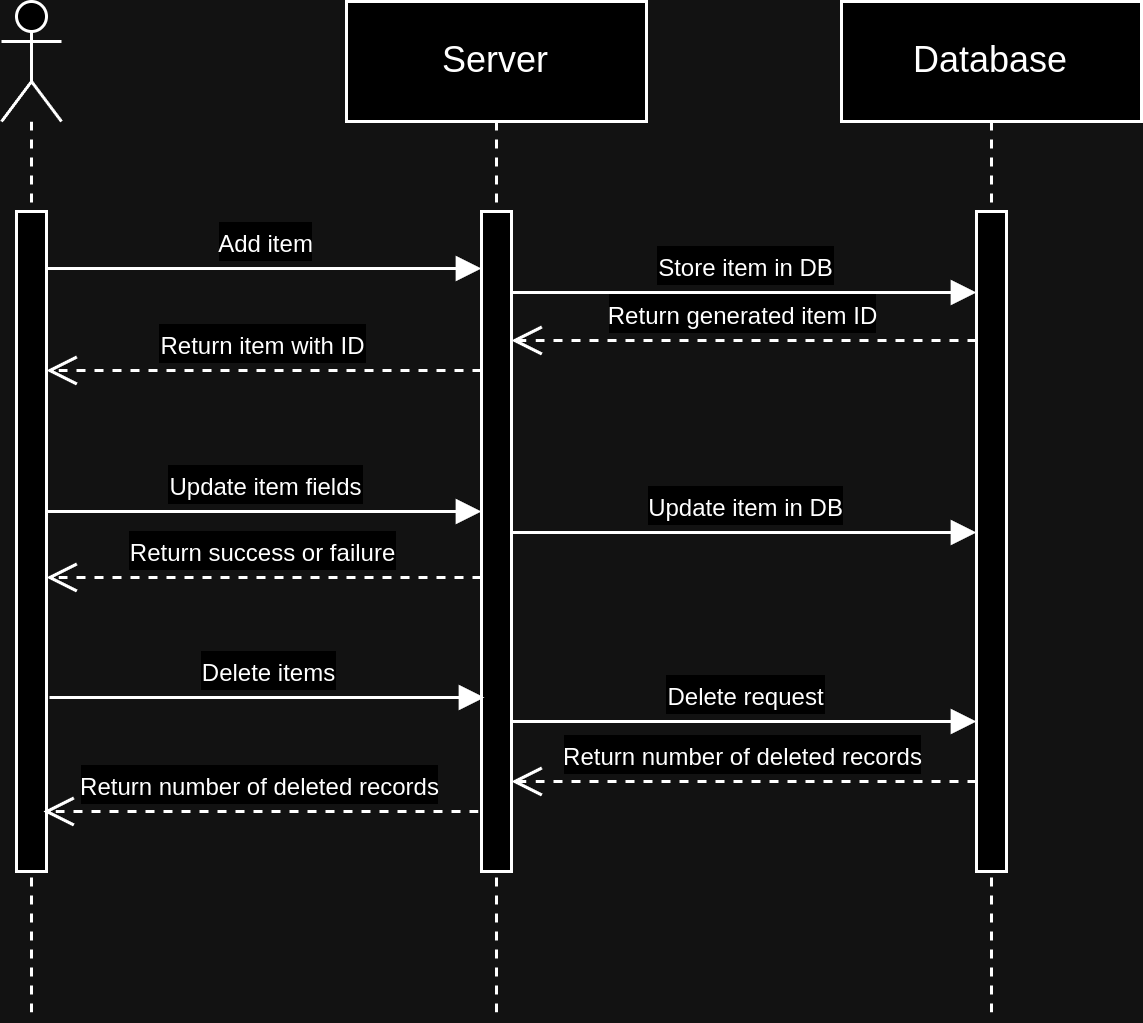 Server
Database
Add item
Store item in DB
Return generated item ID
Return item with ID
Update item fields
Update item in DB
Return success or failure
Delete items
Delete request
Return number of deleted records
Return number of deleted records